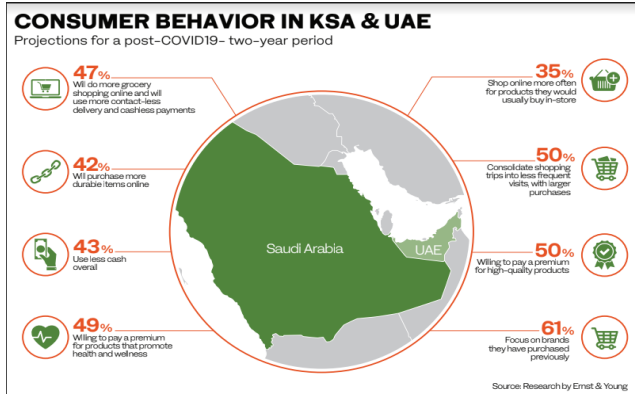 CONSUMER BEHAVIOR IN KSA & UAE
Projections for a post-COVID19- two-year period
47%
Will do more grocery
shopping online and will
use more contact-less
delivery and cashless payments
42%
Will purchase more
durable items online
43%
Use less cash
overall
49%
Willing to pay a premium
for products that promote
health and wellness
Saudi Arabia
UAE
35%
Shop online more often
for products they would
usually buy in-store
50%
Consolidate shopping
trips into less frequent
visits, with larger
purchases
50%
Willing to pay a premium
for high-quality products
61%
Focus on brands
they have purchased
previously
Source: Research by Ernst & Young